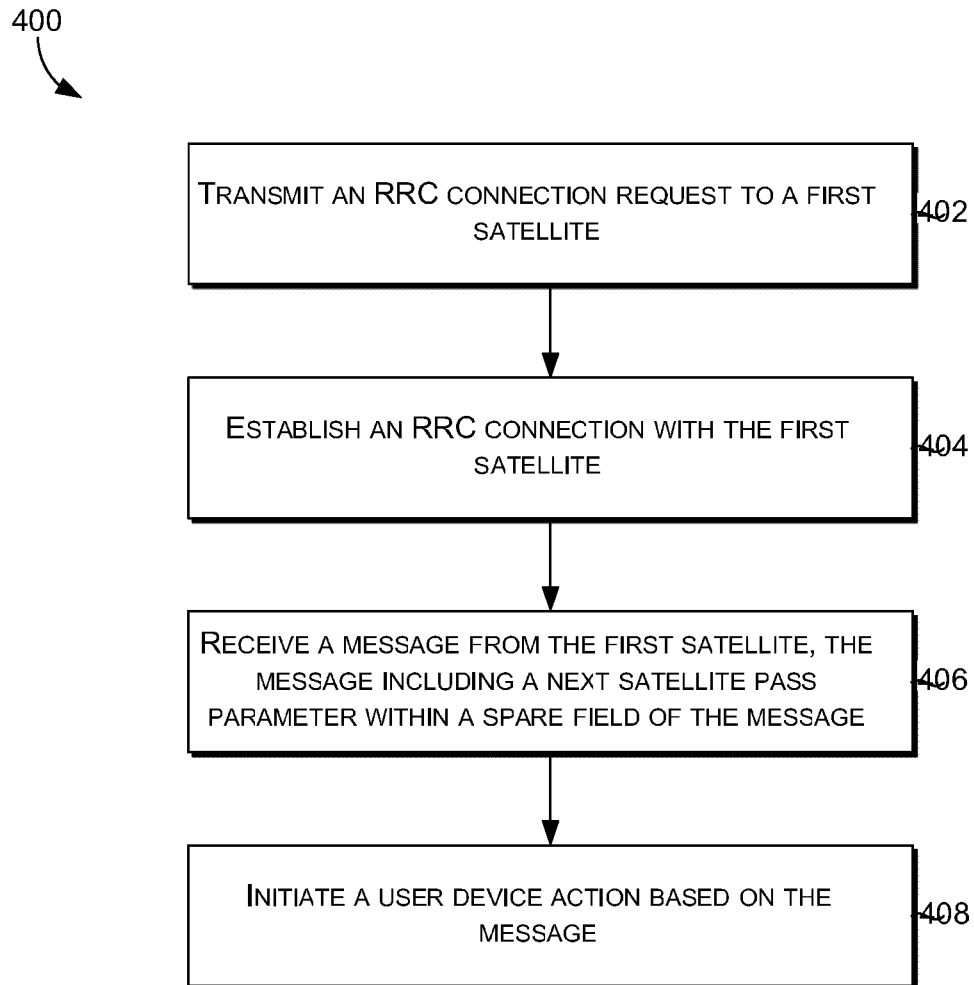 400
TRANSMIT AN RRC CONNECTION REQUEST TO A FIRST
SATELLITE
402
ESTABLISH AN RRC CONNECTION WITH THE FIRST
SATELLITE
404
RECEIVE A MESSAGE FROM THE FIRST SATELLITE, THE
MESSAGE INCLUDING A NEXT SATELLITE PASS
PARAMETER WITHIN A SPARE FIELD OF THE MESSAGE
406
INITIATE A USER DEVICE ACTION BASED ON THE
MESSAGE
408